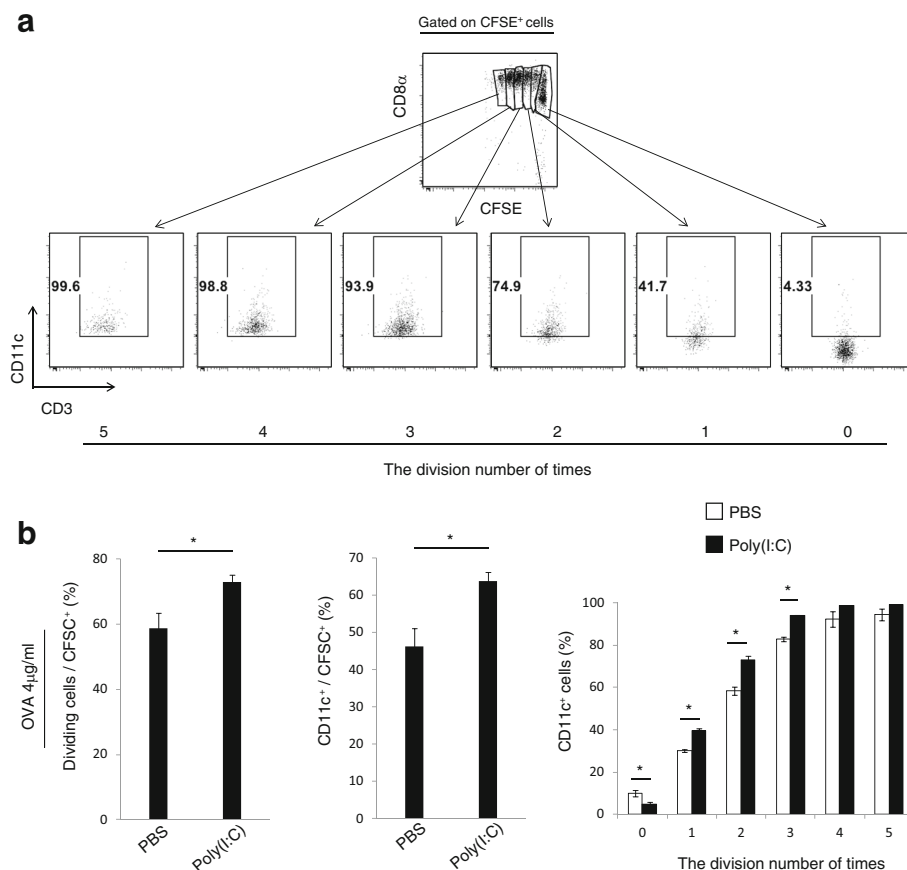 a
Gated on CFSE⁺ cells
CD8α
CFSE
99.6
98.8
93.9
74.9
41.7
4.33
CD11c
CD3
5 4 3 2 1 0
The division number of times
b
PBS
Poly(I:C)
OVA 4μg/ml
Dividing cells / CFSC⁺ (%)
*
80
60
40
20
0
PBS
Poly(I:C)
CD11c⁺ / CFSC⁺ (%)
*
70
60
50
40
30
20
10
0
PBS
Poly(I:C)
CD11c⁺ cells (%)
100
80
60
40
20
0
*
*
*
*
0 1 2 3 4 5
The division number of times